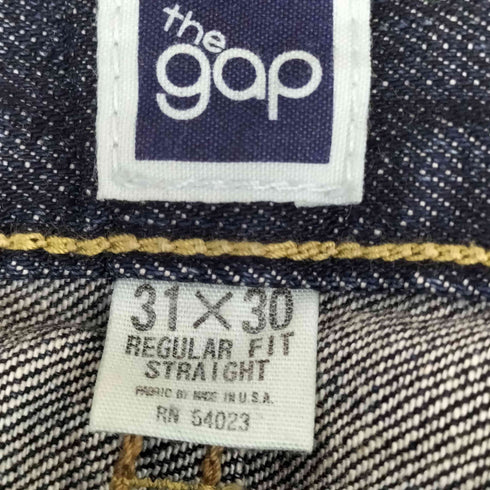 the
gap
31 X 30
REGULAR FIT
STRAIGHT
FABRIC BY MADE IN U.S.A.
RN 54023